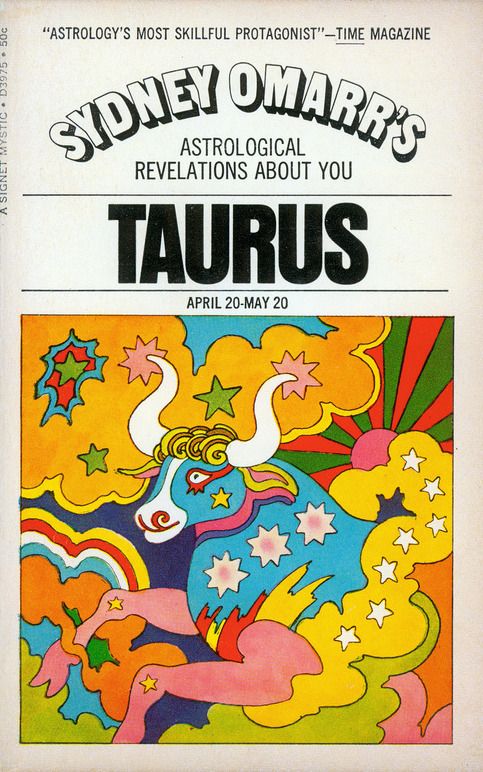 "ASTROLOGY'S MOST SKILLFUL PROTAGONIST"—TIME MAGAZINE
SYDNEY OMARR'S
ASTROLOGICAL
REVELATIONS ABOUT YOU
TAURUS
APRIL 20-MAY 20
A SIGNET MYSTIC • D3975 • 50c